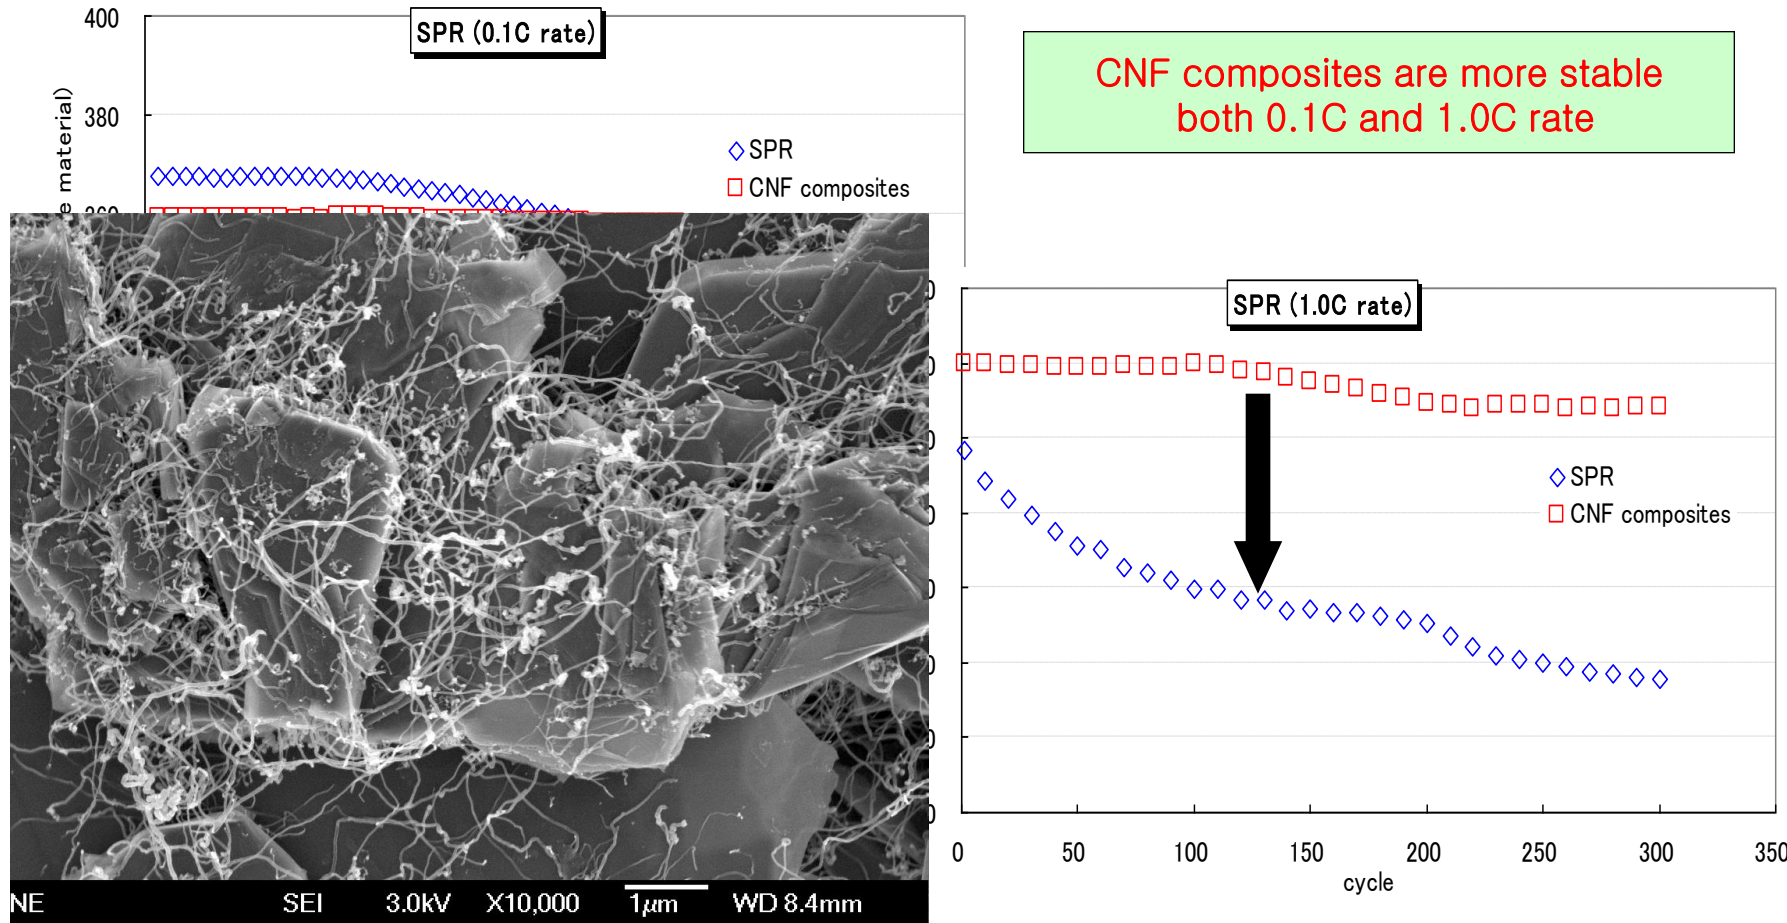 SPR (0.1C rate)
400
380
e material)
SPR
CNF composites
CNF composites are more stable
both 0.1C and 1.0C rate
SPR (1.0C rate)
SPR
CNF composites
0 50 100 150 200 250 300 350
cycle
NE SEI 3.0kV X10,000 1μm WD 8.4mm